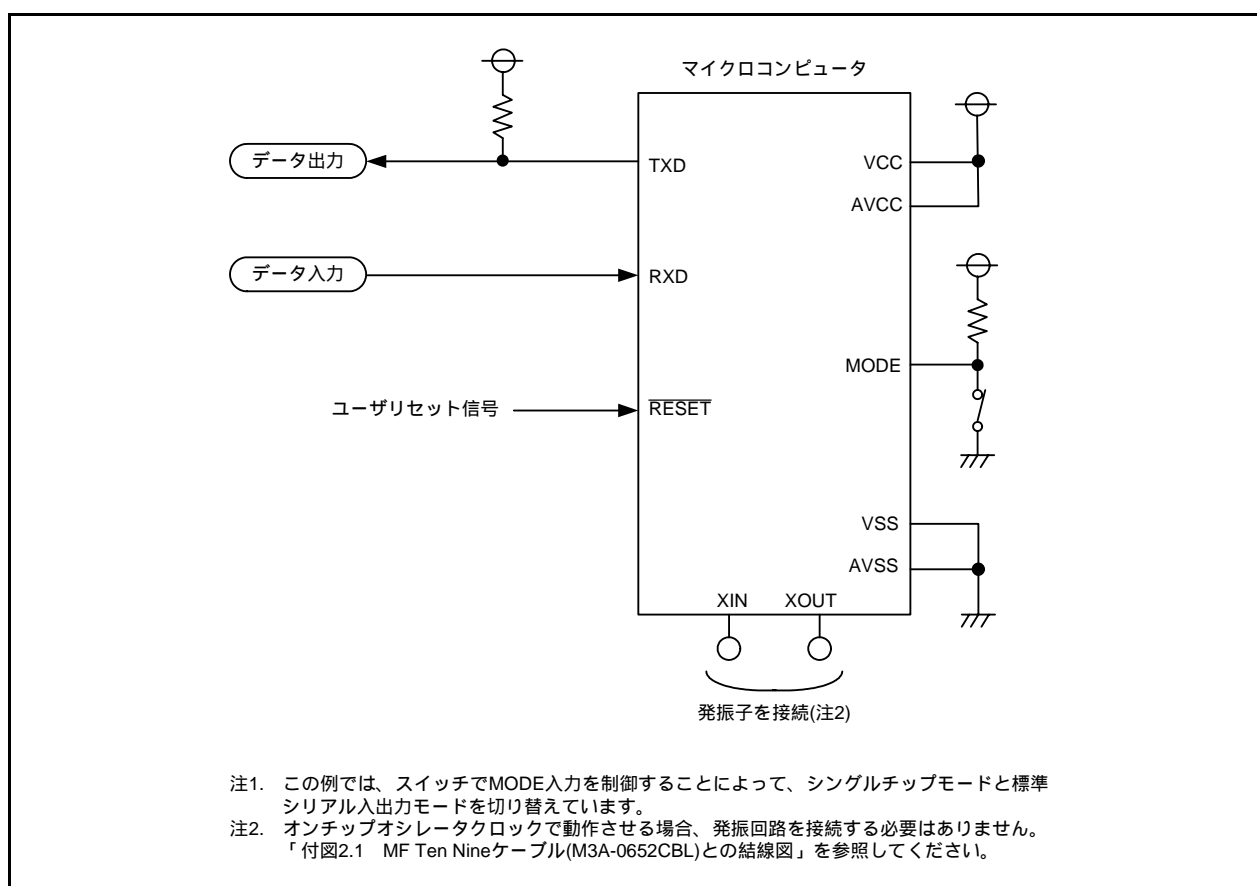 マイクロコンピュータ
データ出力
TXD
VCC
AVCC
データ入力
RXD
MODE
ユーザリセット信号
RESET
VSS
AVSS
XIN XOUT
発振子を接続(注2)
注1. この例では、スイッチでMODE入力を制御することによって、シングルチップモードと標準
シリアル入出力モードを切り替えています。
注2. オンチップオシレータクロックで動作させる場合、発振回路を接続する必要はありません。
「付図2.1 MF Ten Nineケーブル(M3A-0652CBL)との結線図」を参照してください。